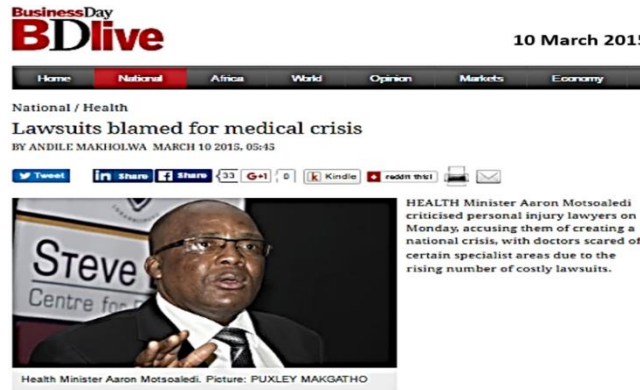 BusinessDay
BDlive
10 March 2015
Home National Africa World Opinion Markets Economy
National / Health
Lawsuits blamed for medical crisis
BY ANDILE MAKHOLWA MARCH 10 2015, 05:45
Tweet in Share f Share 33 G+1 0 k Kindle reddit this!
HEALTH Minister Aaron Motsoaledi
criticised personal injury lawyers on
Monday, accusing them of creating a
national crisis, with doctors scared of
certain specialist areas due to the
rising number of costly lawsuits.
STEVE
Centre for
Health Minister Aaron Motsoaledi. Picture: PUXLEY MAKGATHO